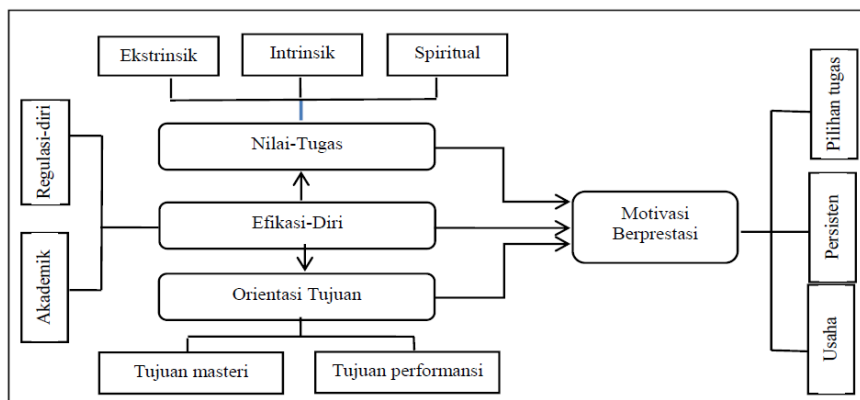 Ekstrinsik
Intrinsik
Spiritual
Regulasi-diri
Nilai-Tugas
Pilihan tugas
Efikasi-Diri
Motivasi
Berprestasi
Persisten
Akademik
Orientasi Tujuan
Usaha
Tujuan masteri
Tujuan performansi